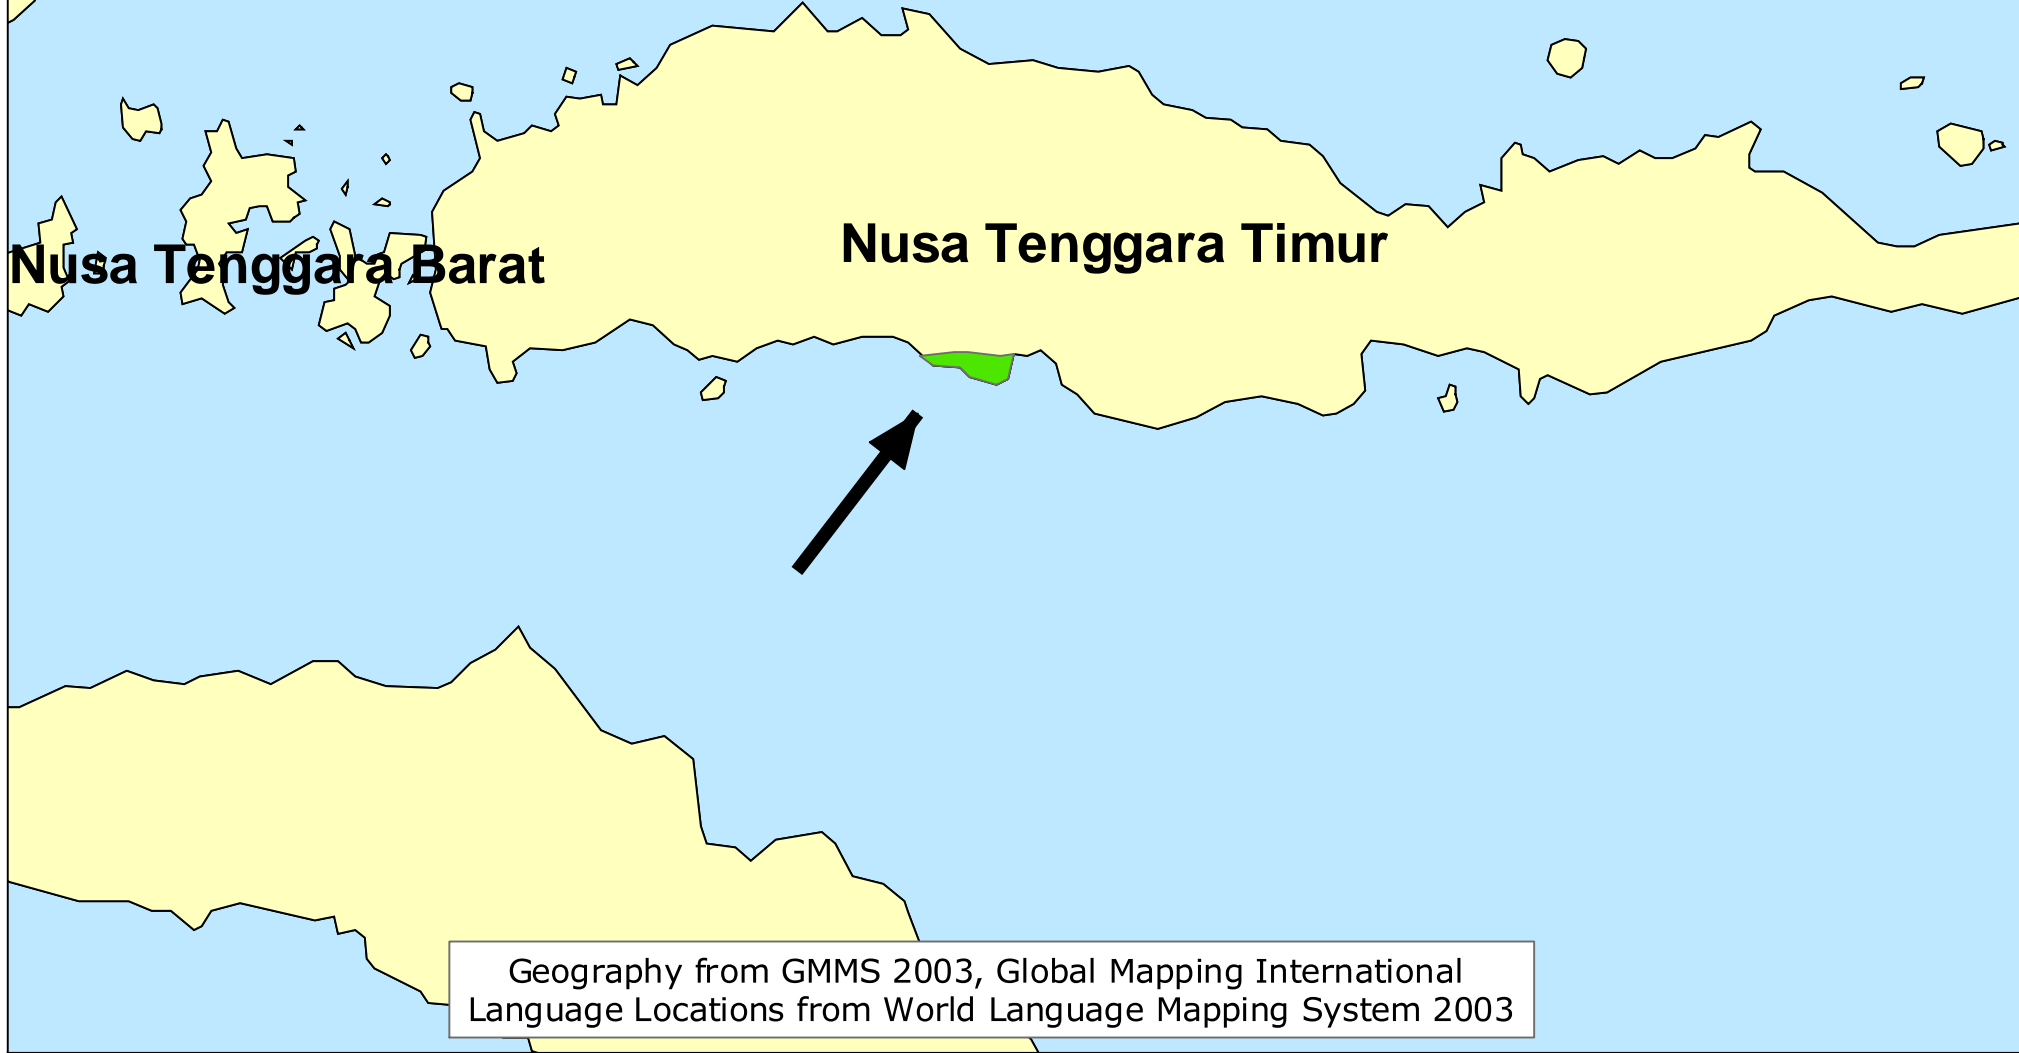 Nusa Tenggara Timur
Nusa Tenggara Barat
Geography from GMMS 2003, Global Mapping International
Language Locations from World Language Mapping System 2003